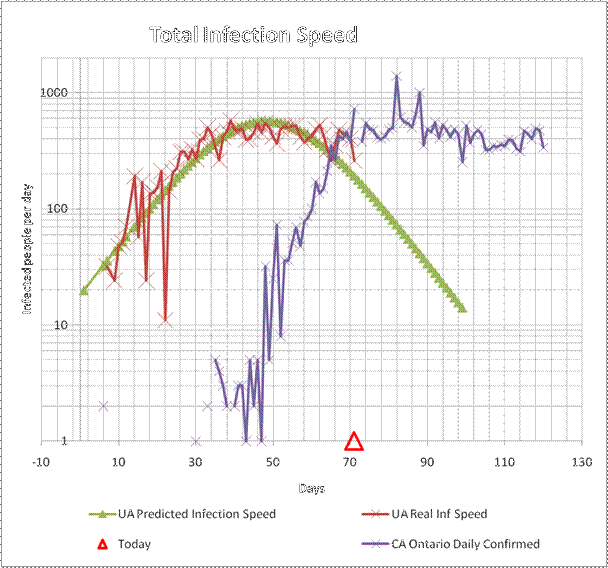 Total Infection Speed
1000
100
10
1
Infected people per day
-10 10 30 50 70 90 110 130
Days
UA Predicted Infection Speed UA Real Inf Speed
Today CA Ontario Daily Confirmed